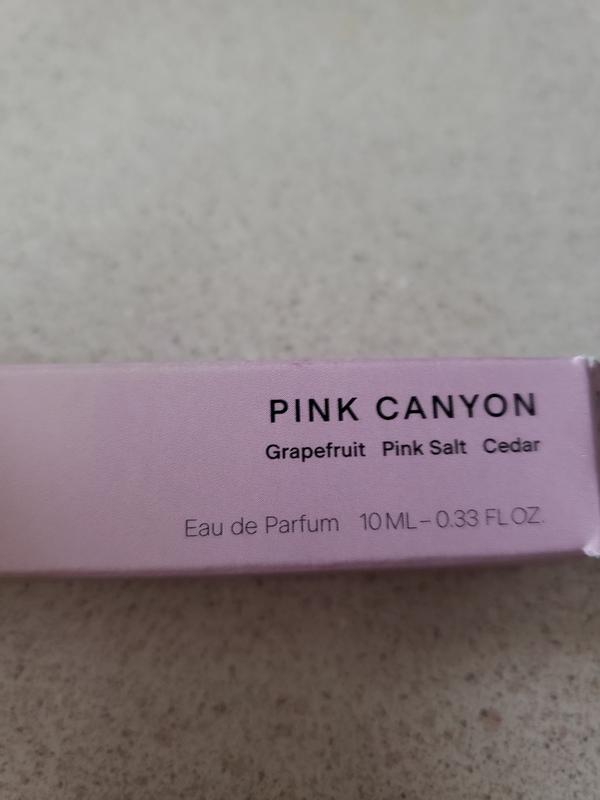 PINK CANYON
Grapefruit Pink Salt Cedar
Eau de Parfum 10 ML – 0.33 FL OZ.